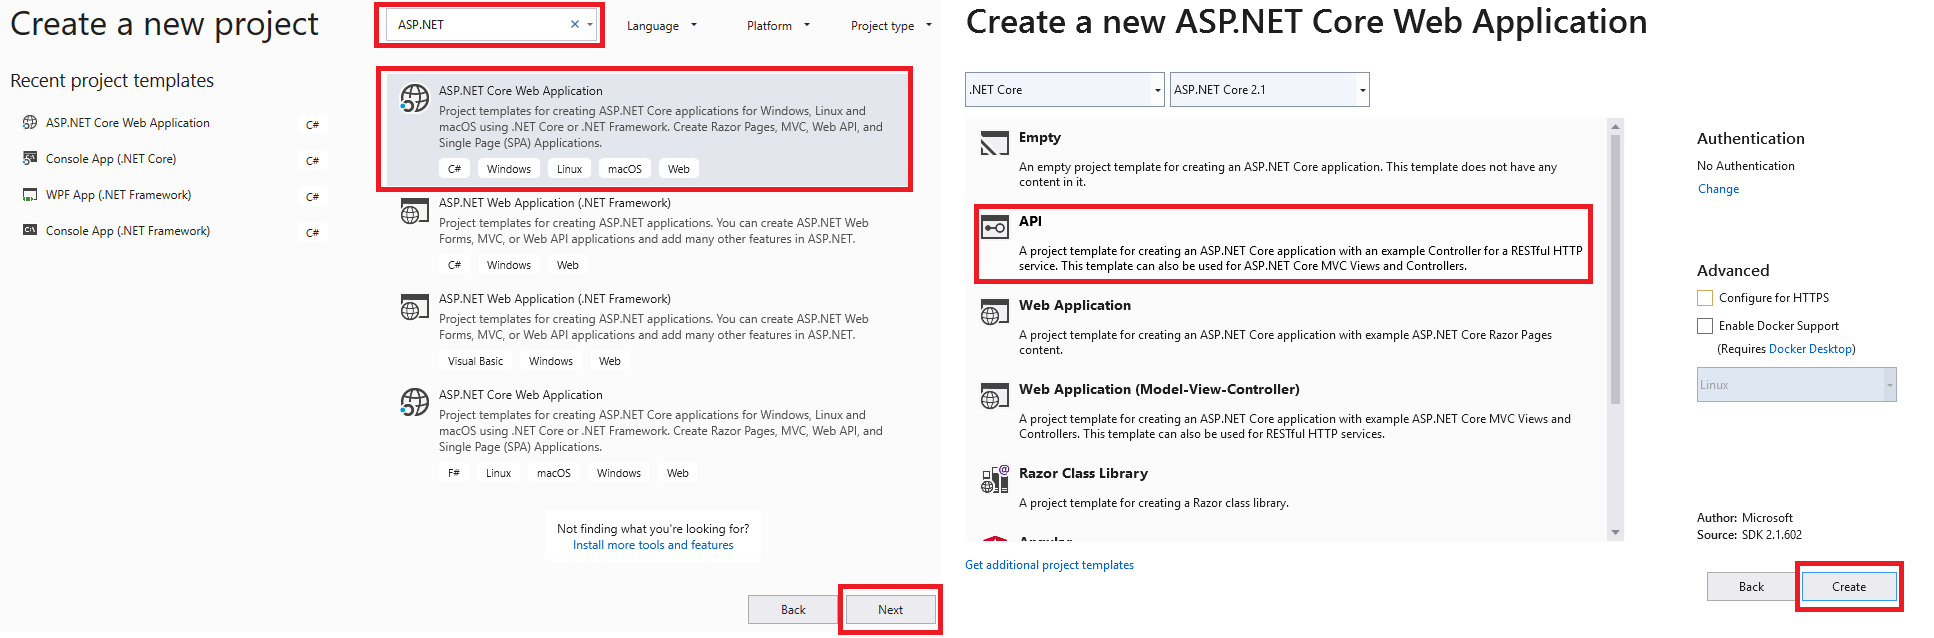 Create a new project
ASP.NET
Language
Platform
Project type
Recent project templates
ASP.NET Core Web Application
C#
Console App (.NET Core)
C#
WPF App (.NET Framework)
C#
Console App (.NET Framework)
C#
ASP.NET Core Web Application
Project templates for creating ASP.NET Core applications for Windows, Linux and
macOS using .NET Core or .NET Framework. Create Razor Pages, MVC, Web API, and
Single Page (SPA) Applications.
C# Windows Linux macOS Web
ASP.NET Web Application (.NET Framework)
Project templates for creating ASP.NET applications. You can create ASP.NET Web
Forms, MVC, or Web API applications and add many other features in ASP.NET.
C# Windows Web
ASP.NET Web Application (.NET Framework)
Project templates for creating ASP.NET applications. You can create ASP.NET Web
Forms, MVC, or Web API applications and add many other features in ASP.NET.
Visual Basic Windows Web
ASP.NET Core Web Application
Project templates for creating ASP.NET Core applications for Windows, Linux and
macOS using .NET Core or .NET Framework. Create Razor Pages, MVC, Web API, and
Single Page (SPA) Applications.
F# Linux macOS Windows Web
Not finding what you're looking for?
Install more tools and features
Back
Next
Create a new ASP.NET Core Web Application
.NET Core
ASP.NET Core 2.1
Empty
An empty project template for creating an ASP.NET Core application. This template does not have any
content in it.
API
A project template for creating an ASP.NET Core application with an example Controller for a RESTful HTTP
service. This template can also be used for ASP.NET Core MVC Views and Controllers.
Web Application
A project template for creating an ASP.NET Core application with example ASP.NET Core Razor Pages
content.
Web Application (Model-View-Controller)
A project template for creating an ASP.NET Core application with example ASP.NET Core MVC Views and
Controllers. This template can also be used for RESTful HTTP services.
Razor Class Library
A project template for creating a Razor class library.
Angular
Get additional project templates
Authentication
No Authentication
Change
Advanced
Configure for HTTPS
Enable Docker Support
(Requires Docker Desktop)
Linux
Author: Microsoft
Source: SDK 2.1.602
Back
Create